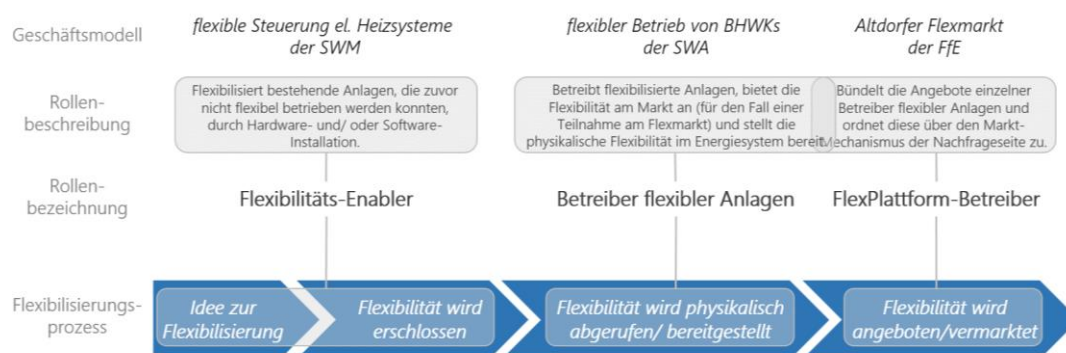 Geschäftsmodell
flexible Steuerung el. Heizsysteme
der SWM
flexibler Betrieb von BHWKs
der SWA
Altdorfer Flexmarkt
der FfE
Rollen-
beschreibung
Flexibilisiert bestehende Anlagen, die zuvor
nicht flexibel betrieben werden konnten,
durch Hardware- und/ oder Software-
Installation.
Betreibt flexibilisierte Anlagen, bietet die
Flexibilität am Markt an (für den Fall einer
Teilnahme am Flexmarkt) und stellt die
physikalische Flexibilität im Energiesystem bereit.
Bündelt die Angebote einzelner
Betreiber flexibler Anlagen und
ordnet diese über den Markt-
Mechanismus der Nachfrageseite zu.
Rollen-
bezeichnung
Flexibilitäts-Enabler
Betreiber flexibler Anlagen
FlexPlattform-Betreiber
Flexibilisierungs-
prozess
Idee zur
Flexibilisierung
Flexibilität wird
erschlossen
Flexibilität wird physikalisch
abgerufen/ bereitgestellt
Flexibilität wird
angeboten/vermarktet